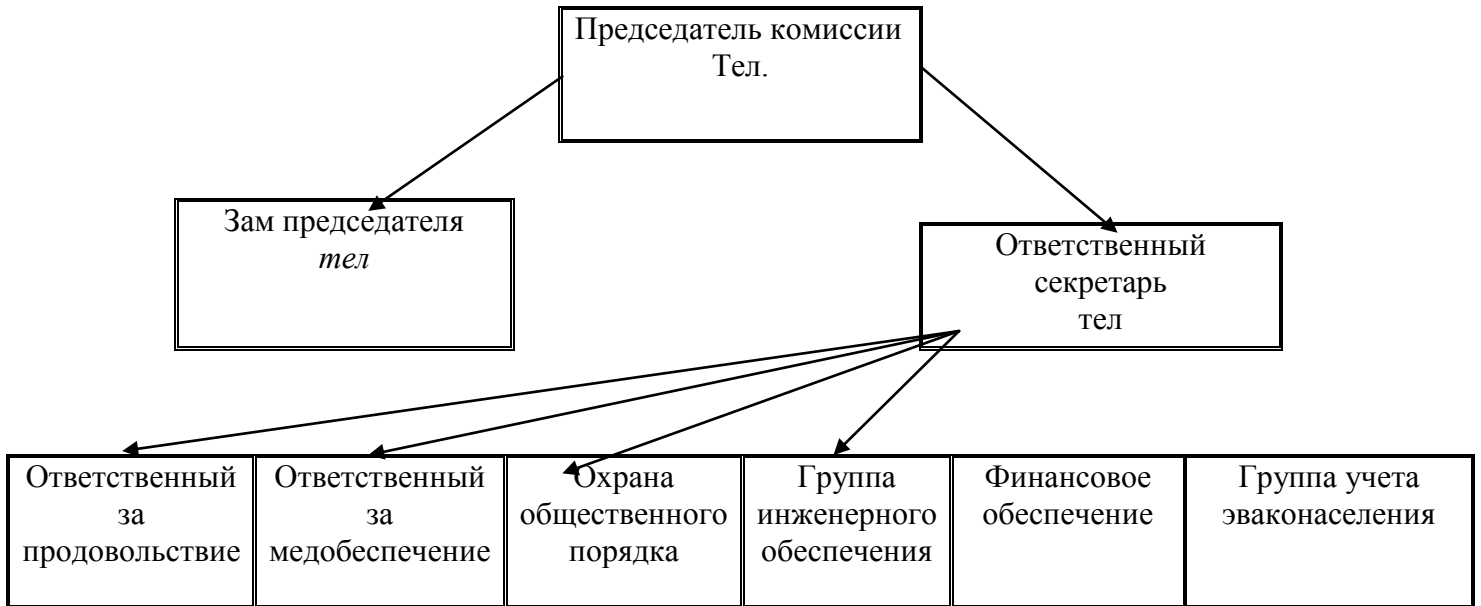 Председатель комиссии
Тел.
Зам председателя
тел
Ответственный
секретарь
тел
Ответственный
за
продовольствие
Ответственный
за
медобеспечение
Охрана
общественного
порядка
Группа
инженерного
обеспечения
Финансовое
обеспечение
Группа учета
эваконаселения